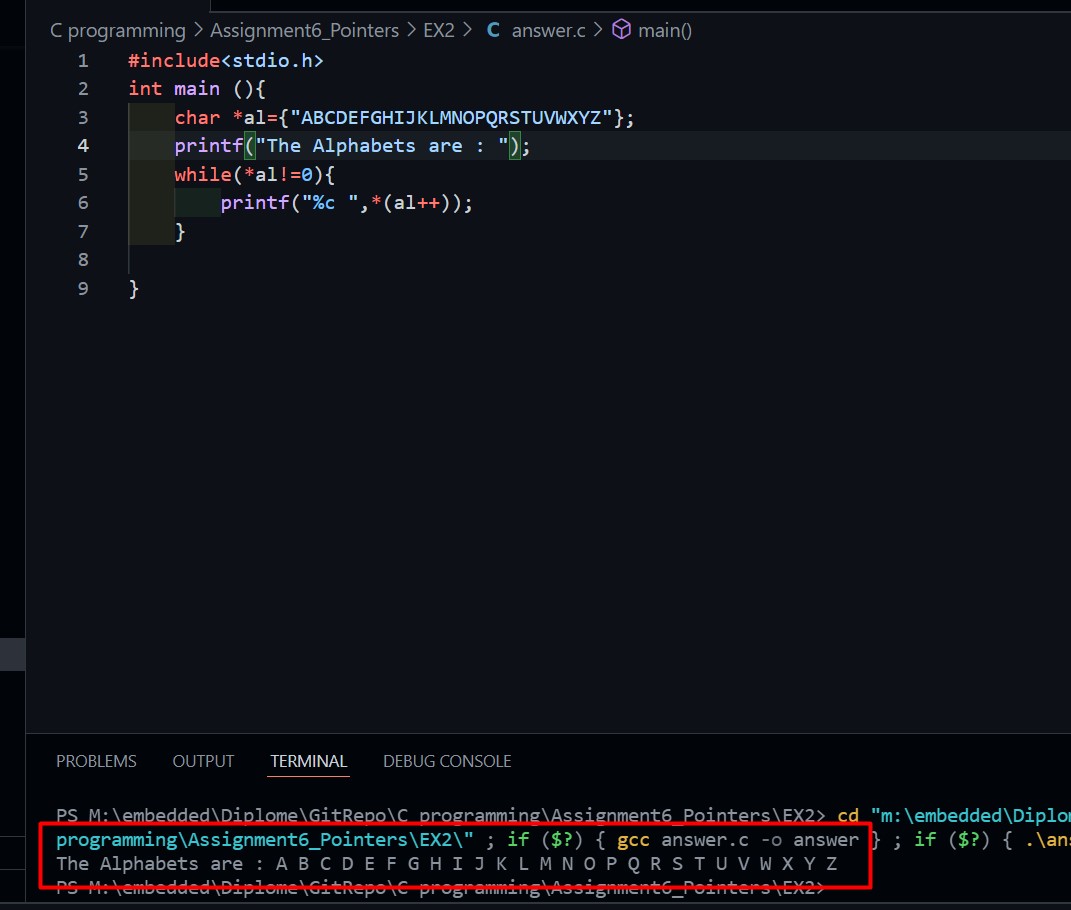 C programming > Assignment6_Pointers > EX2 > C answer.c > main()
1 #include<stdio.h>
2 int main (){
3 char *al={"ABCDEFGHIJKLMNOPQRSTUVWXYZ"};
4 printf("The Alphabets are : ");
5 while(*al!=0){
6 printf("%c ",*(al++));
7 }
8
9 }
PROBLEMS OUTPUT TERMINAL DEBUG CONSOLE
PS M:\embedded\Diplome\GitRepo\C programming\Assignment6_Pointers\EX2> cd "m:\embedded\Diplo
programming\Assignment6_Pointers\EX2\" ; if ($?) { gcc answer.c -o answer } ; if ($?) { .\ans
The Alphabets are : A B C D E F G H I J K L M N O P Q R S T U V W X Y Z
PS M:\embedded\Diplome\GitRepo\C programming\Assignment6_Pointers\EX2>